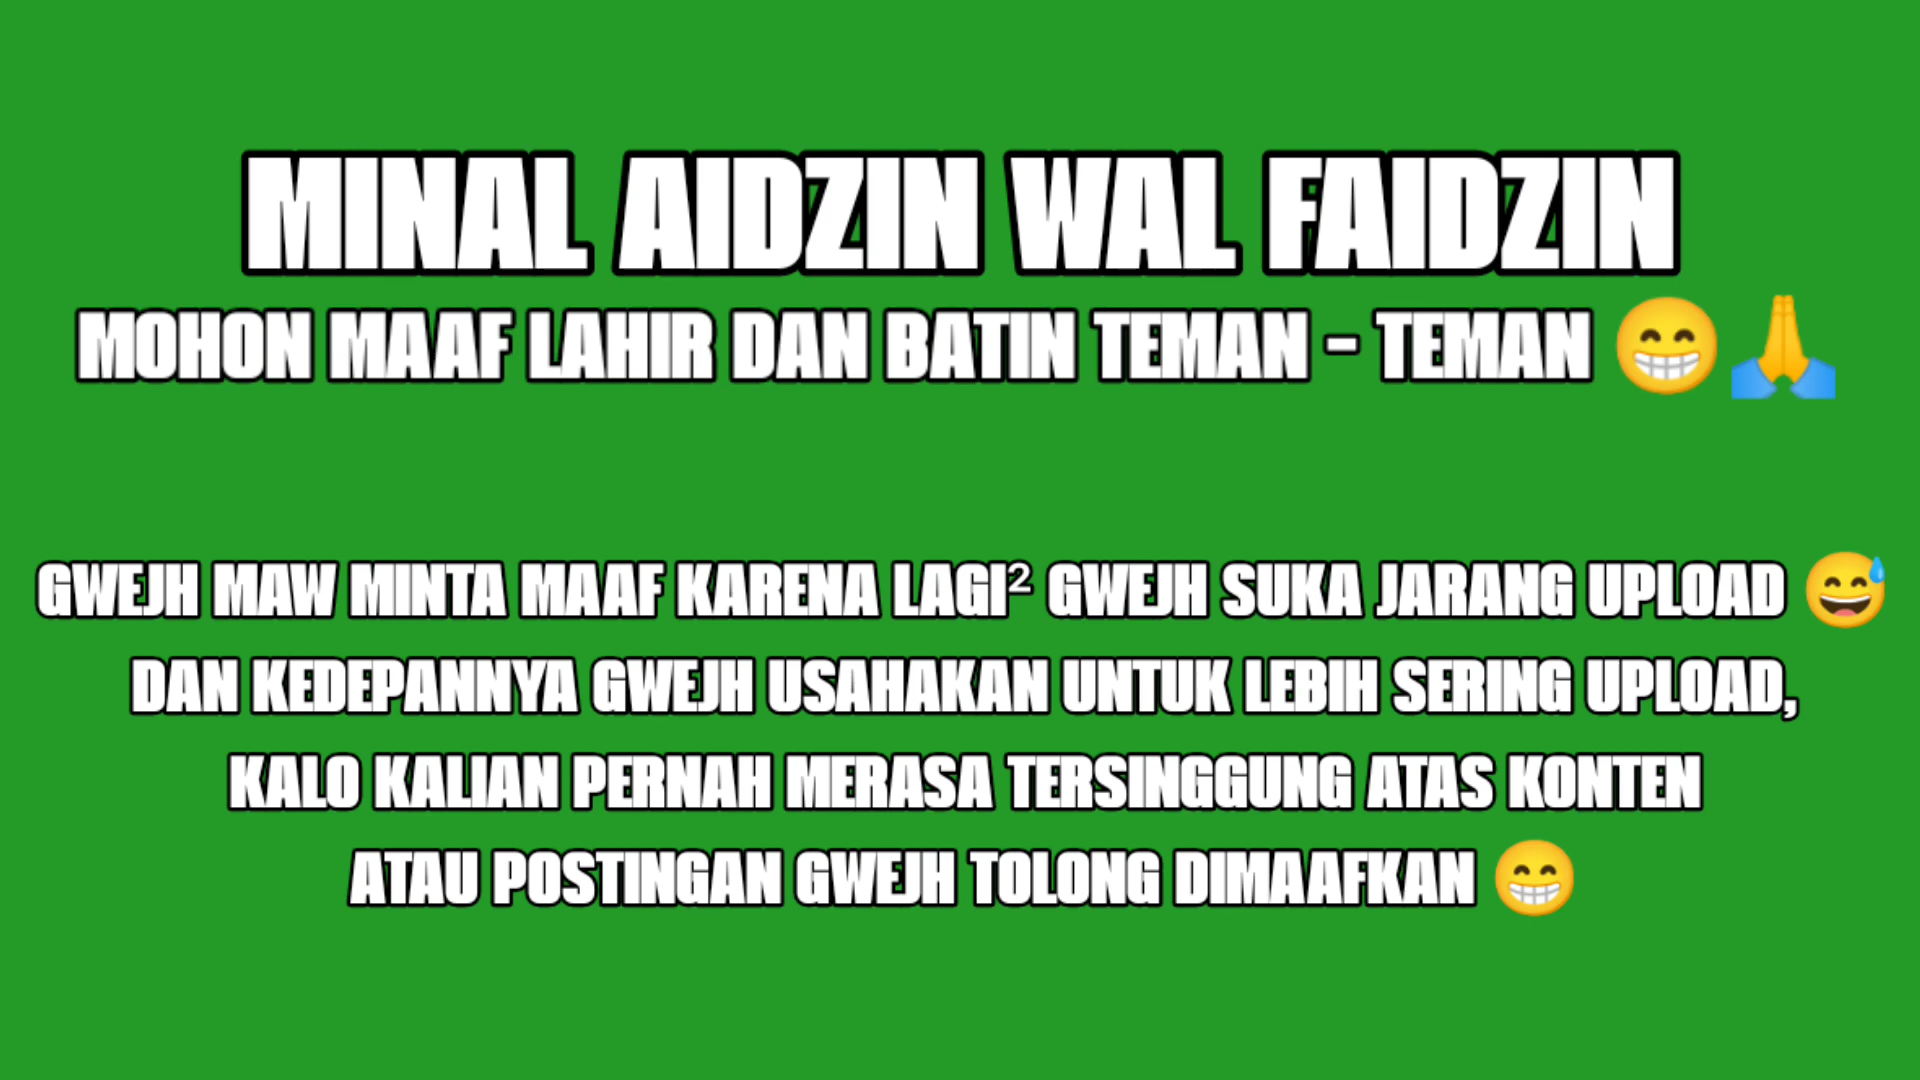 MINAL AIDZIN WAL FAIDZIN
MOHON MAAF LAHIR DAN BATIN TEMAN - TEMAN 😁🙏
GWEJH MAW MINTA MAAF KARENA LAGI² GWEJH SUKA JARANG UPLOAD 😅
DAN KEDEPANNYA GWEJH USAHAKAN UNTUK LEBIH SERING UPLOAD,
KALO KALIAN PERNAH MERASA TERSINGGUNG ATAS KONTEN
ATAU POSTINGAN GWEJH TOLONG DIMAAFKAN 😁